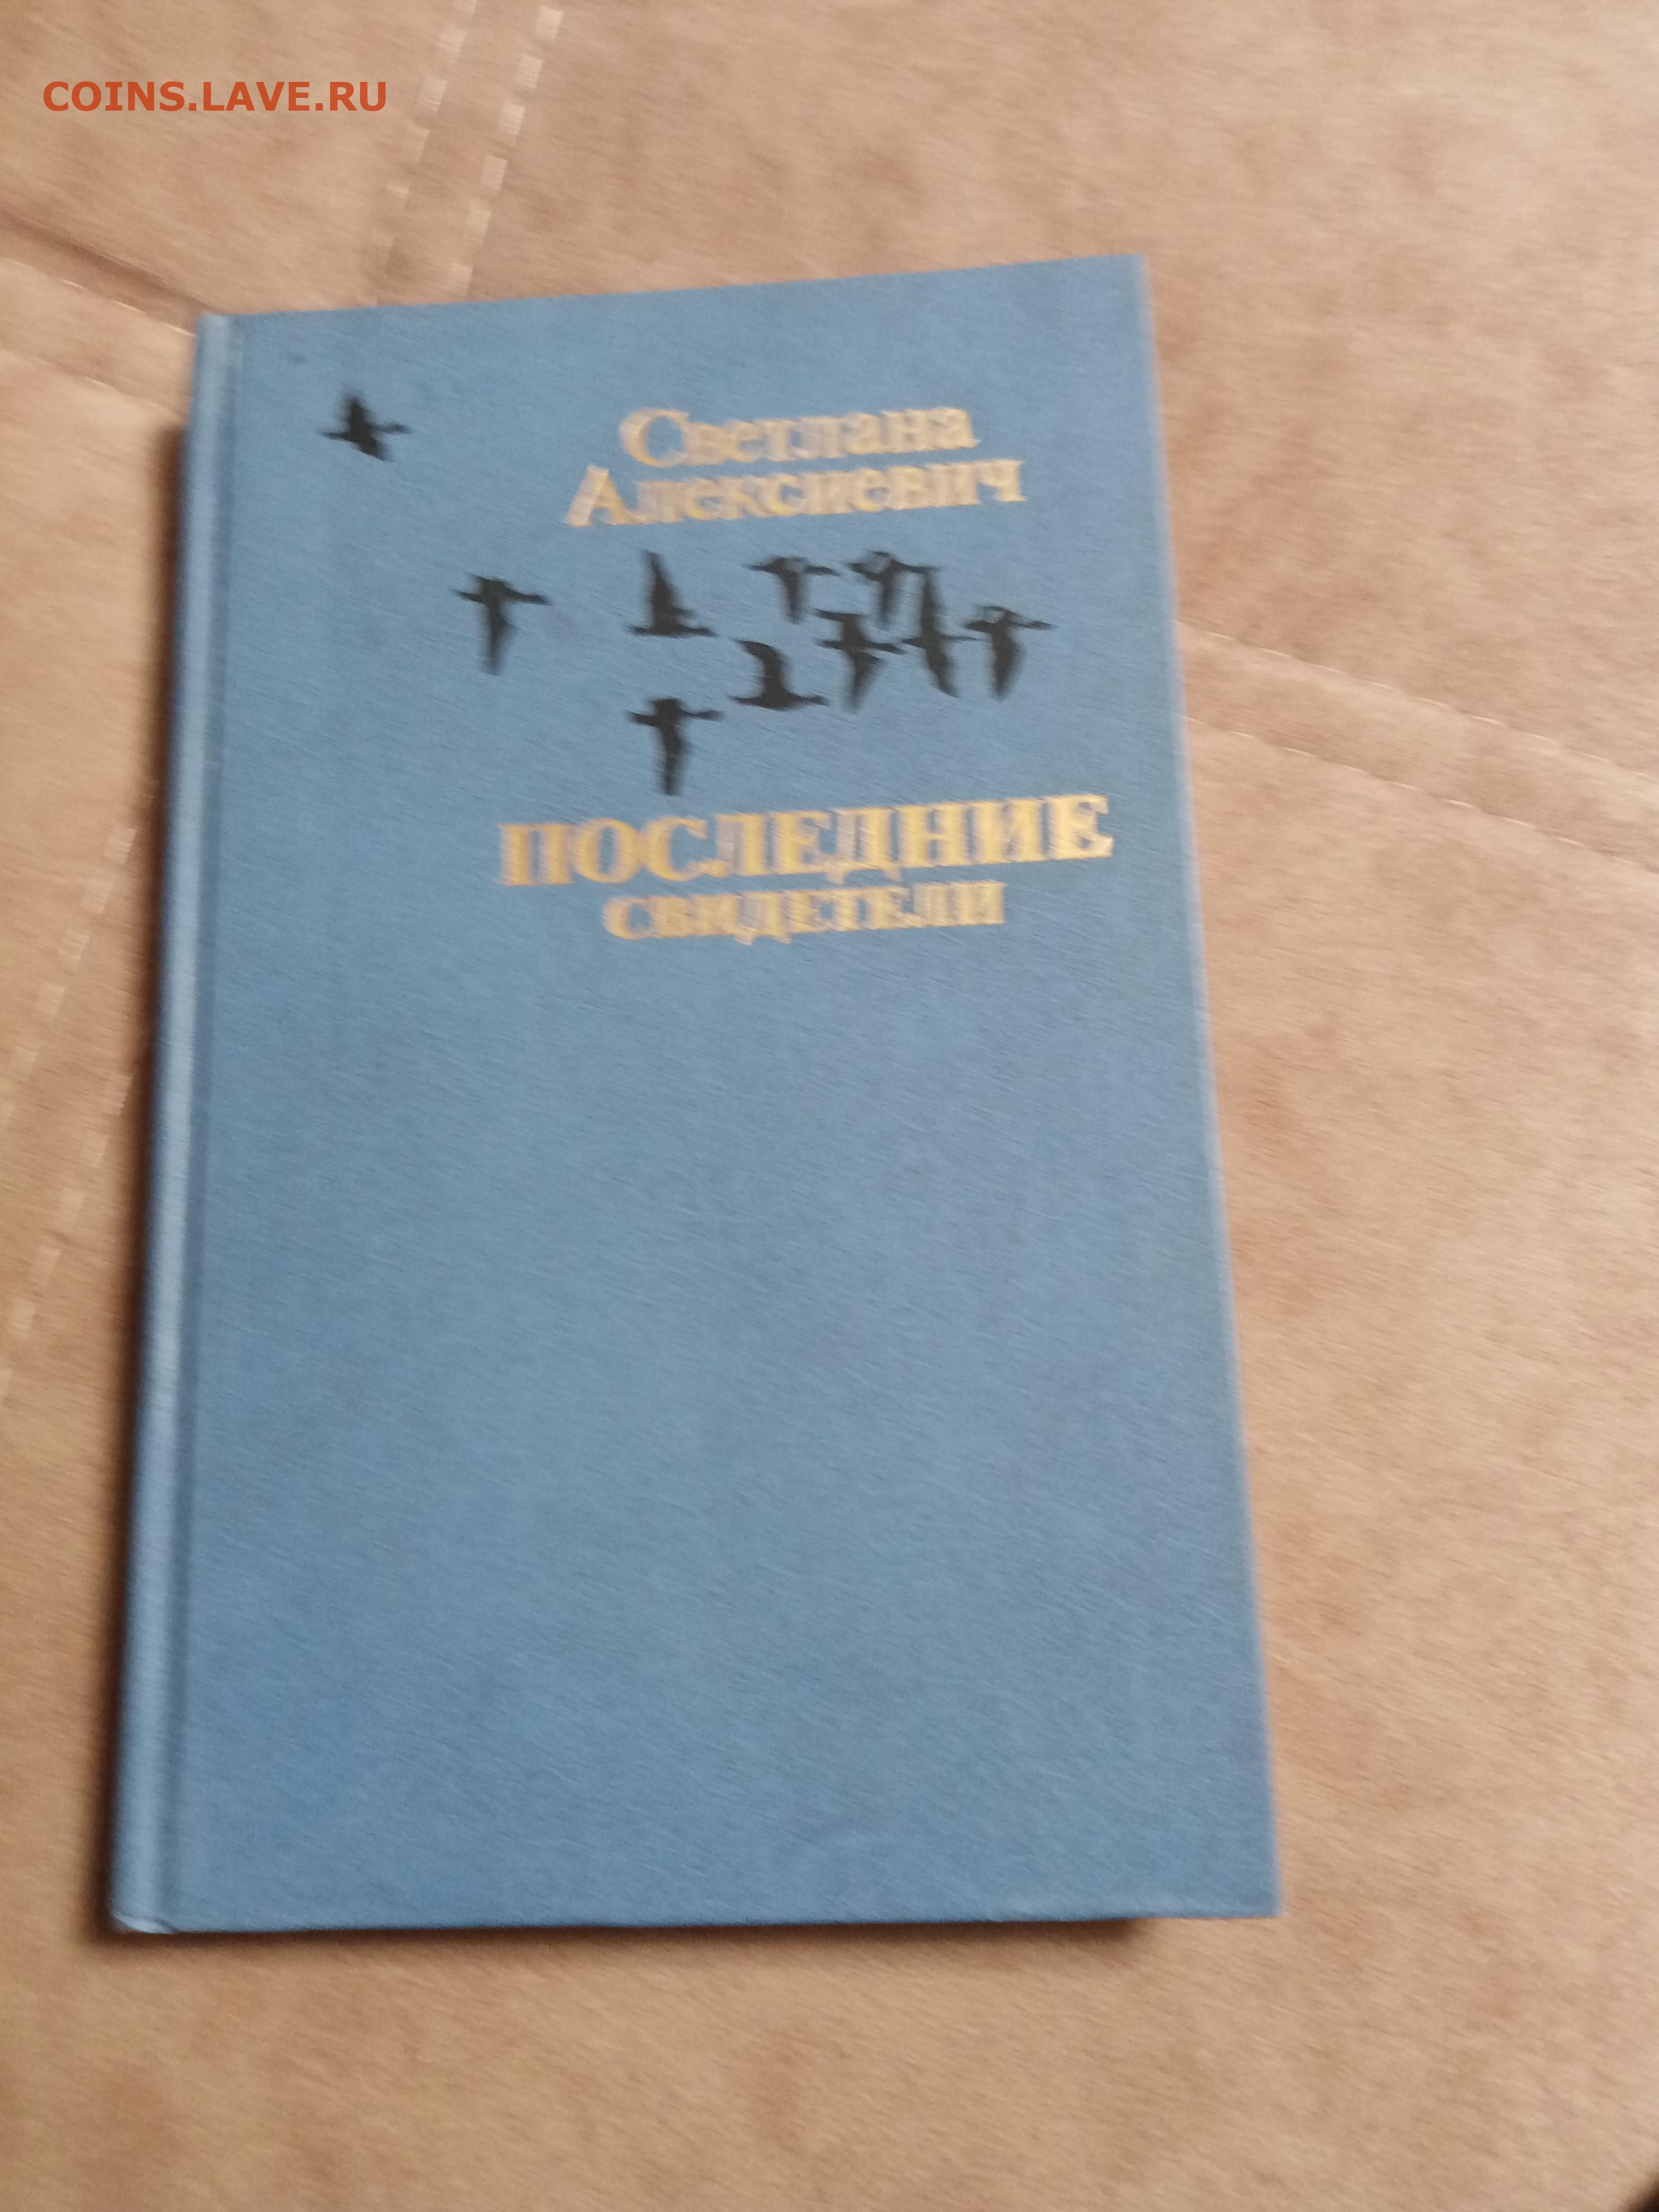 COINS.LAVE.RU
Светлана
Алексиевич
ПОСЛЕДНИЕ
СВИДЕТЕЛИ